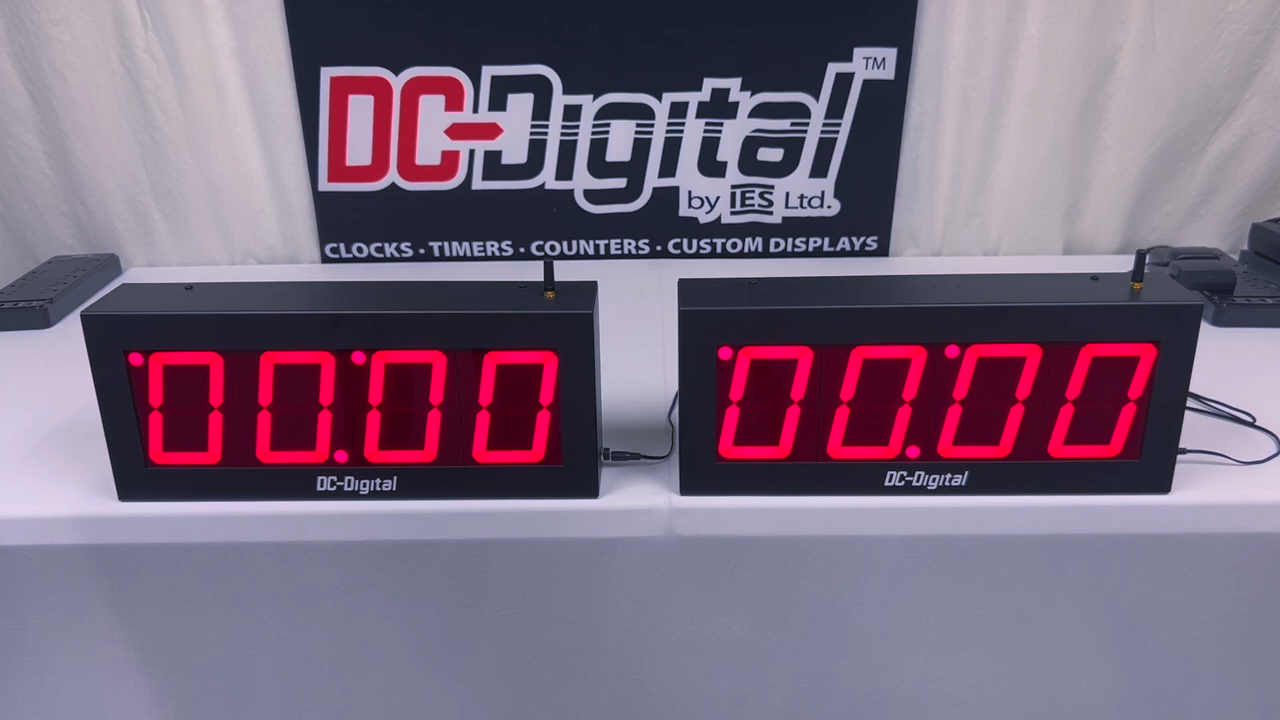 DC-Digital™
by IES Ltd.
CLOCKS · TIMERS · COUNTERS · CUSTOM DISPLAYS
00:00
DC-Digital
00:00
DC-Digital